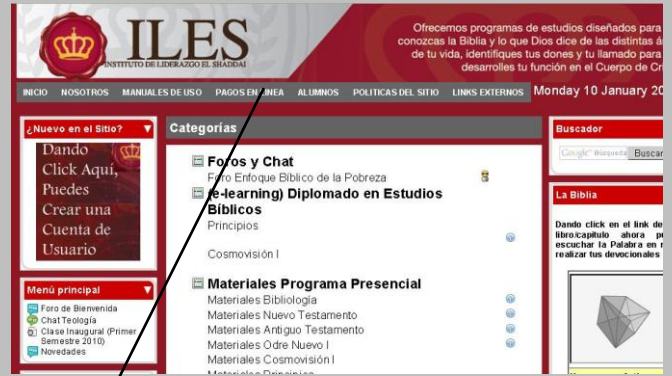 ILES
INSTITUTO DE LIDERAZGO EL SHADDAI
Ofrecemos programas de estudios diseñados para
conozcas la Biblia y lo que Dios dice de las distintas á
de tu vida, identifiques tus dones y tu llamado para
desarrolles tu función en el Cuerpo de Cr
INICIO NOSOTROS MANUALES DE USO PAGOS EN LINEA ALUMNOS POLITICAS DEL SITIO LINKS EXTERNOS Monday 10 January 20
¿Nuevo en el Sitio?
Dando
Click Aquí,
Puedes
Crear una
Cuenta de
Usuario
Menú principal
Foro de Bienvenida
Chat Teología
Clase Inaugural (Primer
Semestre 2010)
Novedades
Categorías
Foros y Chat
Foro Enfoque Bíblico de la Pobreza
(e-learning) Diplomado en Estudios
Bíblicos
Principios
Cosmovisión I
Materiales Programa Presencial
Materiales Bibliología
Materiales Nuevo Testamento
Materiales Antiguo Testamento
Materiales Odre Nuevo I
Materiales Cosmovisión I
Materiales Principios
Buscador
Google Búsqueda Buscar
La Biblia
Dando click en el link de
libro/capitulo ahora p
escuchar la Palabra en
realizar tus devocionales